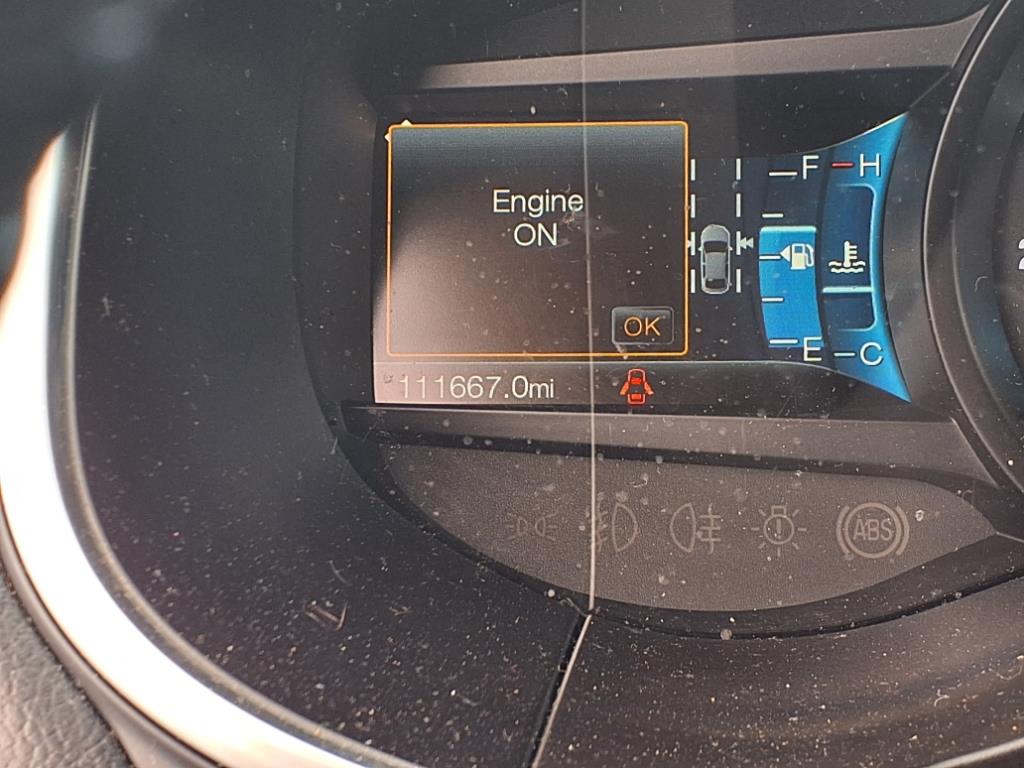 Engine
ON
OK
111667.0mi
F
H
E
C
ABS